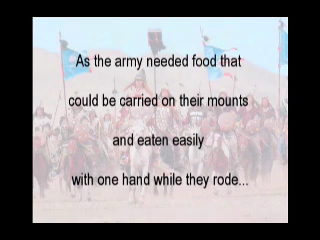 As the army needed food that
could be carried on their mounts
and eaten easily
with one hand while they rode...